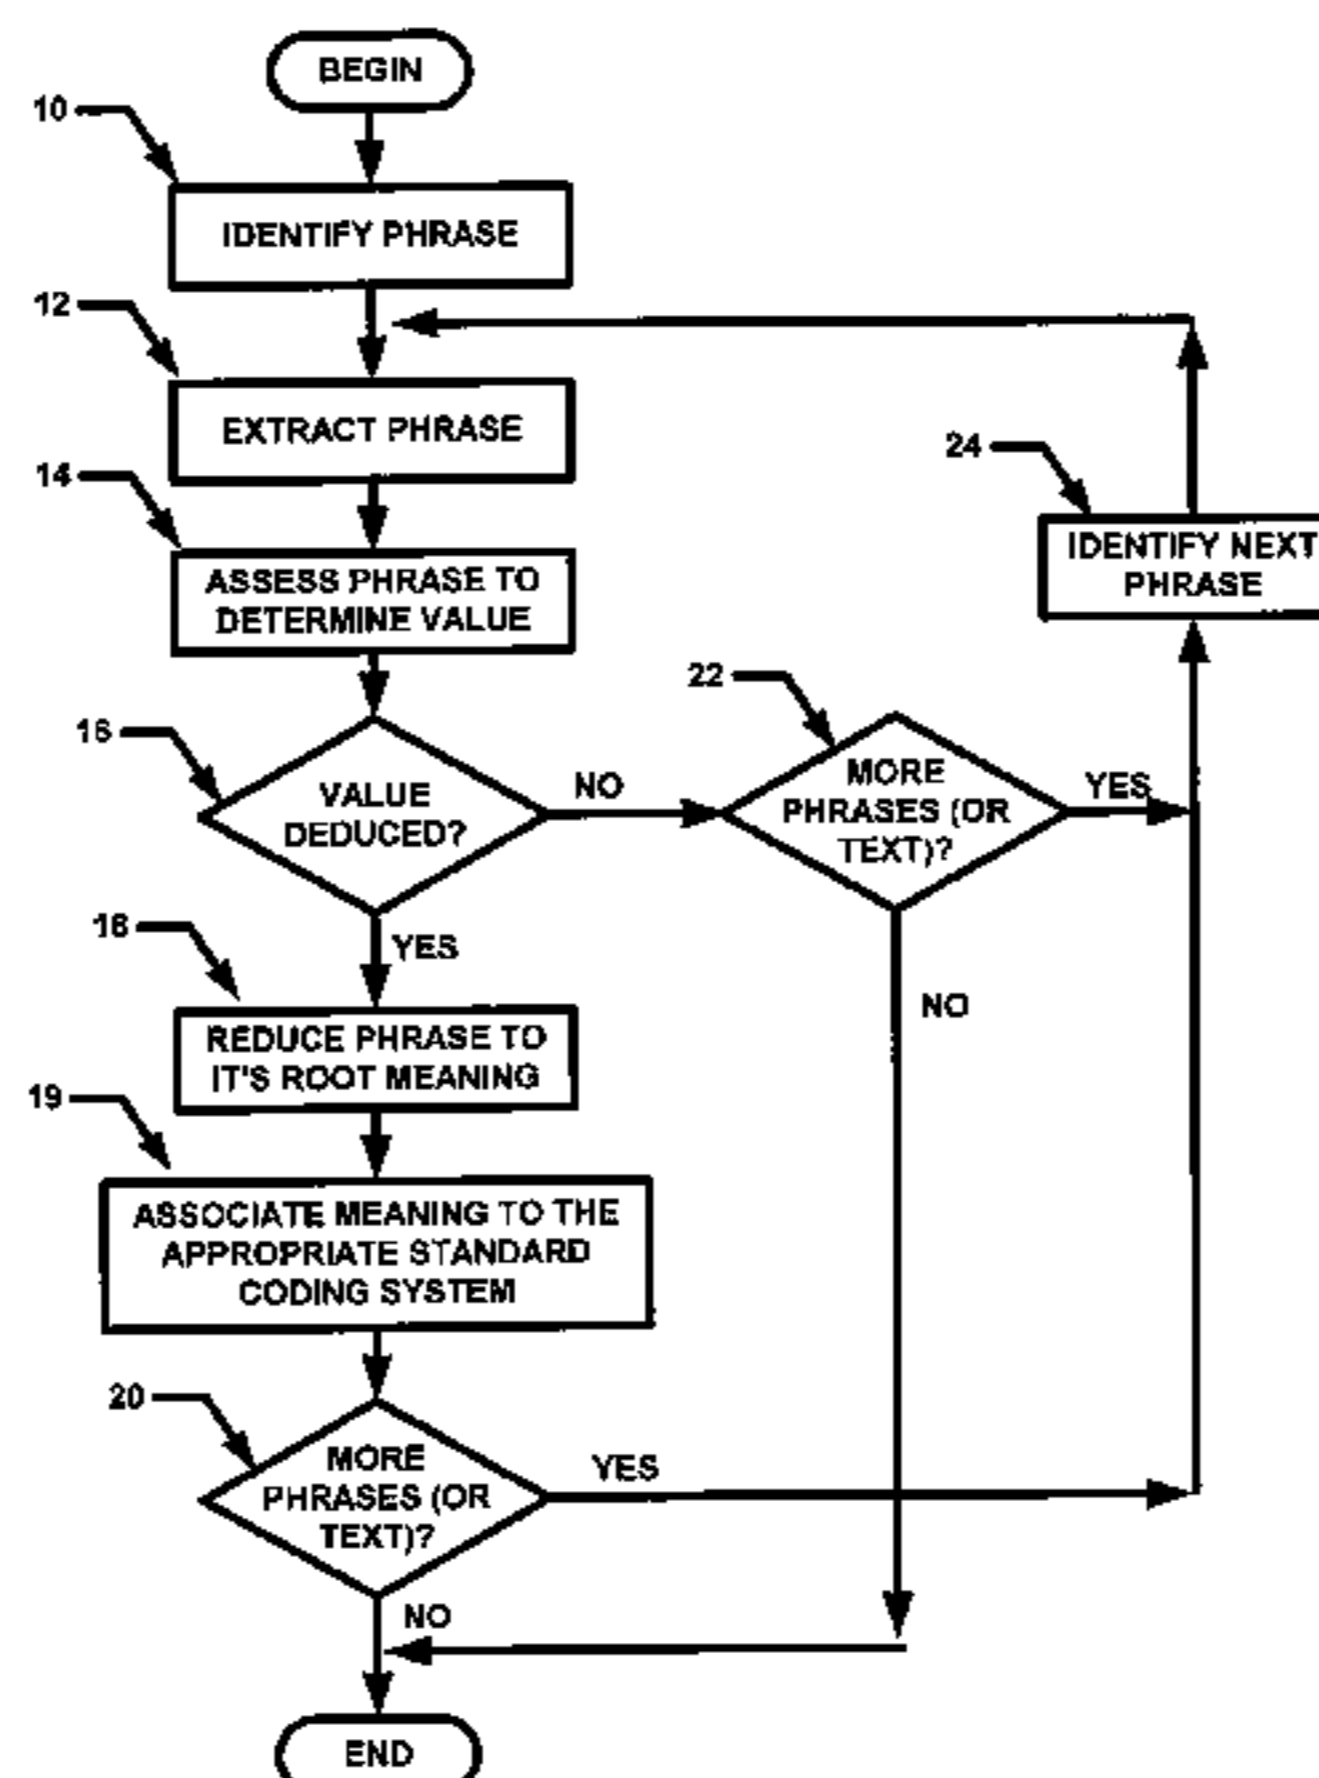 BEGIN
10
IDENTIFY PHRASE
12
EXTRACT PHRASE
14
ASSESS PHRASE TO
DETERMINE VALUE
16
VALUE
DEDUCED?
NO
YES
22
MORE
PHRASES (OR
TEXT)?
YES
NO
24
IDENTIFY NEXT
PHRASE
18
REDUCE PHRASE TO
IT'S ROOT MEANING
19
ASSOCIATE MEANING TO THE
APPROPRIATE STANDARD
CODING SYSTEM
20
MORE
PHRASES (OR
TEXT)?
YES
NO
END